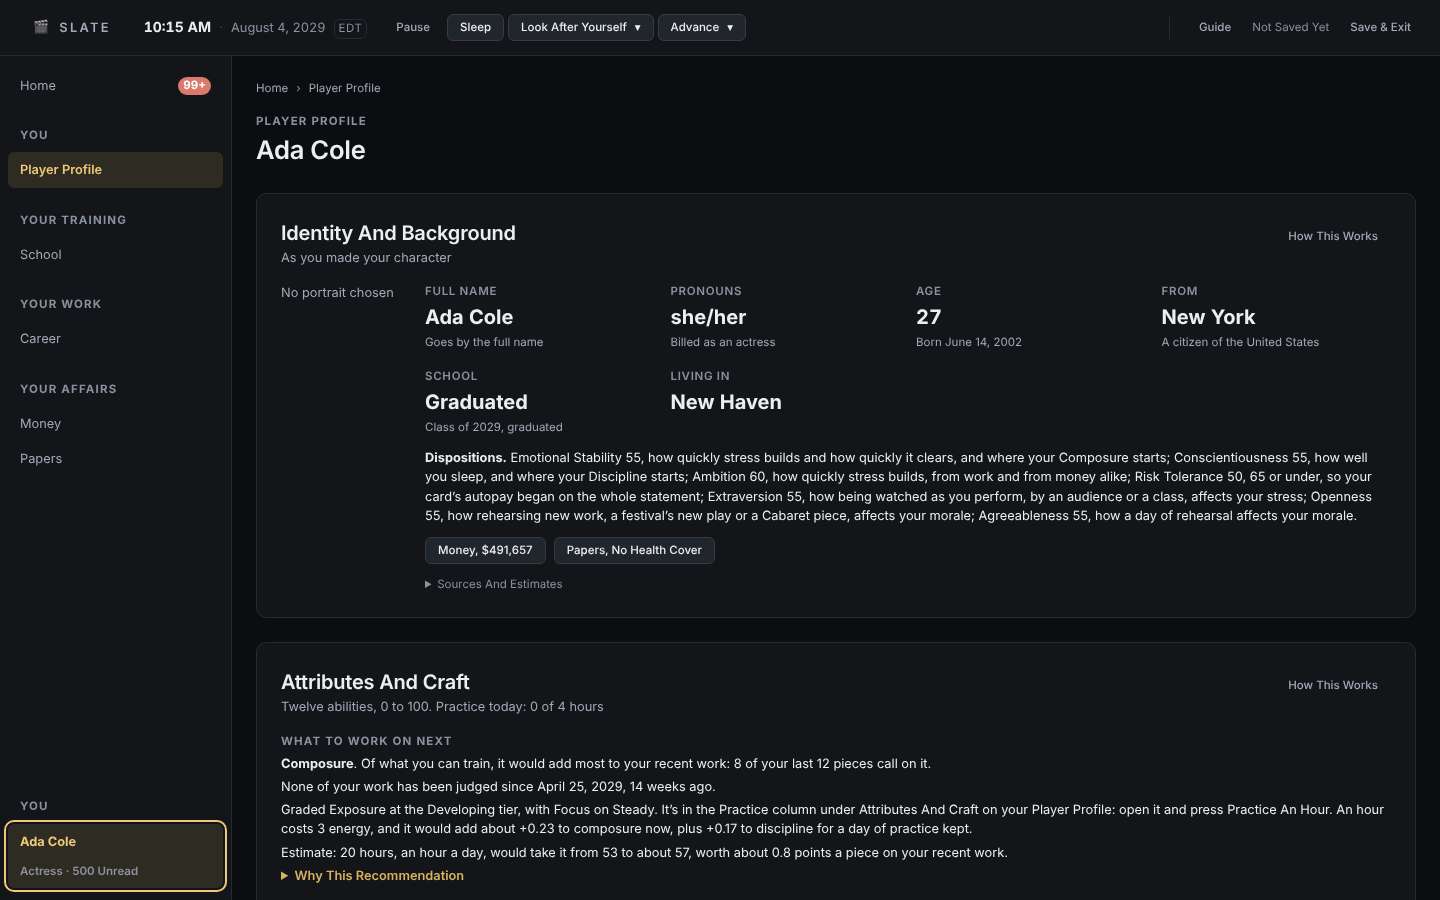 SLATE
10:15 AM · August 4, 2029 EDT
Pause
Sleep
Look After Yourself ▾
Advance ▾
Guide
Not Saved Yet
Save & Exit
Home
99+
YOU
Player Profile
YOUR TRAINING
School
YOUR WORK
Career
YOUR AFFAIRS
Money
Papers
YOU
Ada Cole
Actress · 500 Unread
Home › Player Profile
PLAYER PROFILE
Ada Cole
Identity And Background
How This Works
As you made your character
No portrait chosen
FULL NAME
Ada Cole
Goes by the full name
PRONOUNS
she/her
Billed as an actress
AGE
27
Born June 14, 2002
FROM
New York
A citizen of the United States
SCHOOL
Graduated
Class of 2029, graduated
LIVING IN
New Haven
Dispositions. Emotional Stability 55, how quickly stress builds and how quickly it clears, and where your Composure starts; Conscientiousness 55, how well
you sleep, and where your Discipline starts; Ambition 60, how quickly stress builds, from work and from money alike; Risk Tolerance 50, 65 or under, so your
card’s autopay began on the whole statement; Extraversion 55, how being watched as you perform, by an audience or a class, affects your stress; Openness
55, how rehearsing new work, a festival’s new play or a Cabaret piece, affects your morale; Agreeableness 55, how a day of rehearsal affects your morale.
Money, $491,657
Papers, No Health Cover
▶ Sources And Estimates
Attributes And Craft
How This Works
Twelve abilities, 0 to 100. Practice today: 0 of 4 hours
WHAT TO WORK ON NEXT
Composure. Of what you can train, it would add most to your recent work: 8 of your last 12 pieces call on it.
None of your work has been judged since April 25, 2029, 14 weeks ago.
Graded Exposure at the Developing tier, with Focus on Steady. It’s in the Practice column under Attributes And Craft on your Player Profile: open it and press Practice An Hour. An hour
costs 3 energy, and it would add about +0.23 to composure now, plus +0.17 to discipline for a day of practice kept.
Estimate: 20 hours, an hour a day, would take it from 53 to about 57, worth about 0.8 points a piece on your recent work.
▶ Why This Recommendation